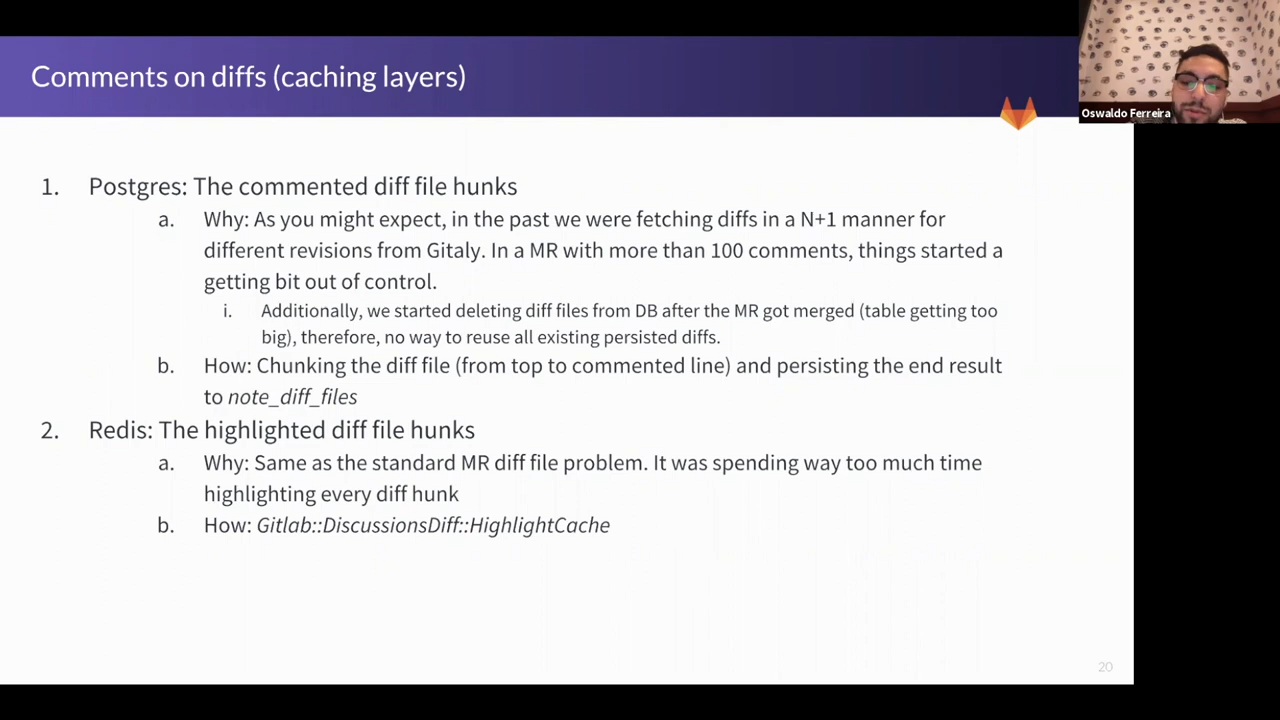 Comments on diffs (caching layers)
Oswaldo Ferreira
1. Postgres: The commented diff file hunks
a. Why: As you might expect, in the past we were fetching diffs in a N+1 manner for
different revisions from Gitaly. In a MR with more than 100 comments, things started a
getting bit out of control.
i. Additionally, we started deleting diff files from DB after the MR got merged (table getting too
big), therefore, no way to reuse all existing persisted diffs.
b. How: Chunking the diff file (from top to commented line) and persisting the end result
to note_diff_files
2. Redis: The highlighted diff file hunks
a. Why: Same as the standard MR diff file problem. It was spending way too much time
highlighting every diff hunk
b. How: Gitlab::DiscussionsDiff::HighlightCache
20